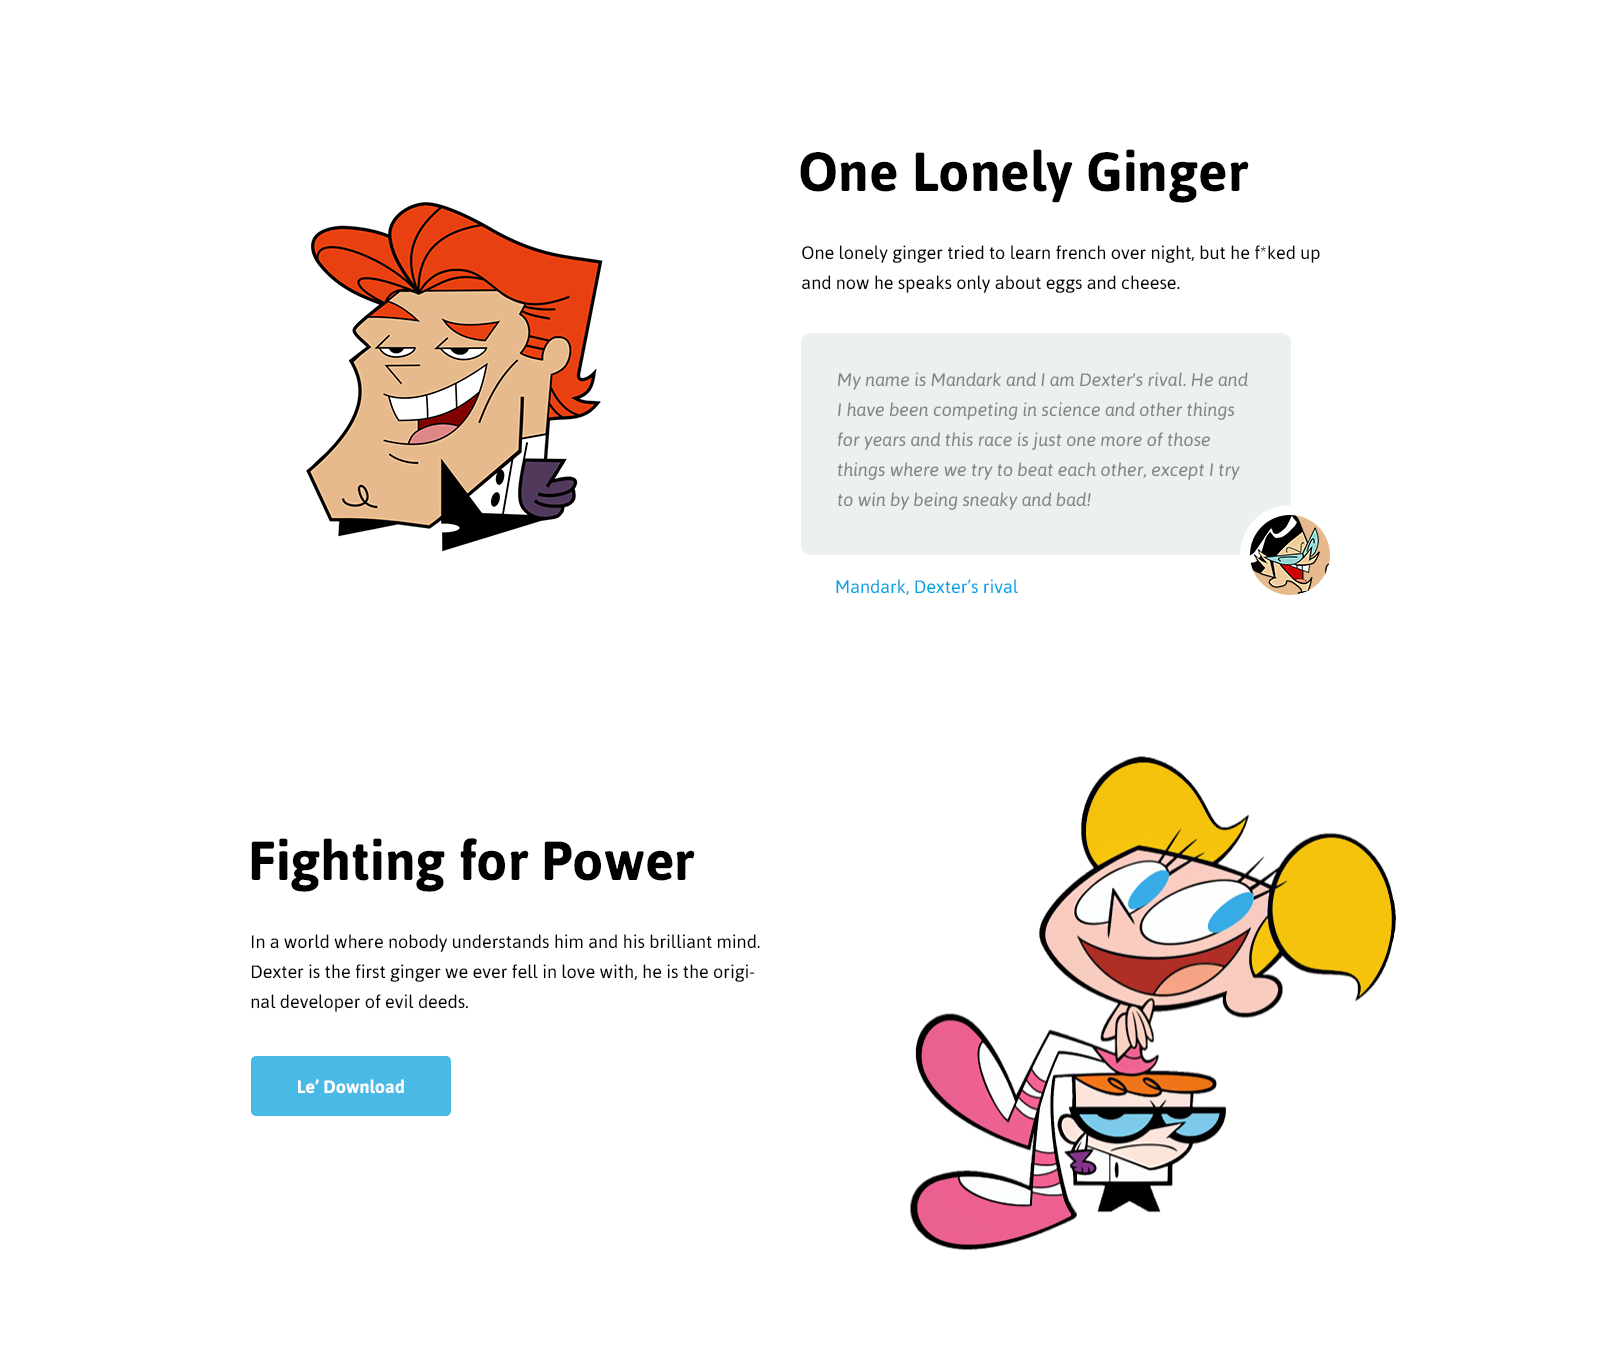 One Lonely Ginger
One lonely ginger tried to learn french over night, but he f*ked up
and now he speaks only about eggs and cheese.
My name is Mandark and I am Dexter's rival. He and
I have been competing in science and other things
for years and this race is just one more of those
things where we try to beat each other, except I try
to win by being sneaky and bad!
Mandark, Dexter’s rival
Fighting for Power
In a world where nobody understands him and his brilliant mind.
Dexter is the first ginger we ever fell in love with, he is the origi-
nal developer of evil deeds.
Le’ Download